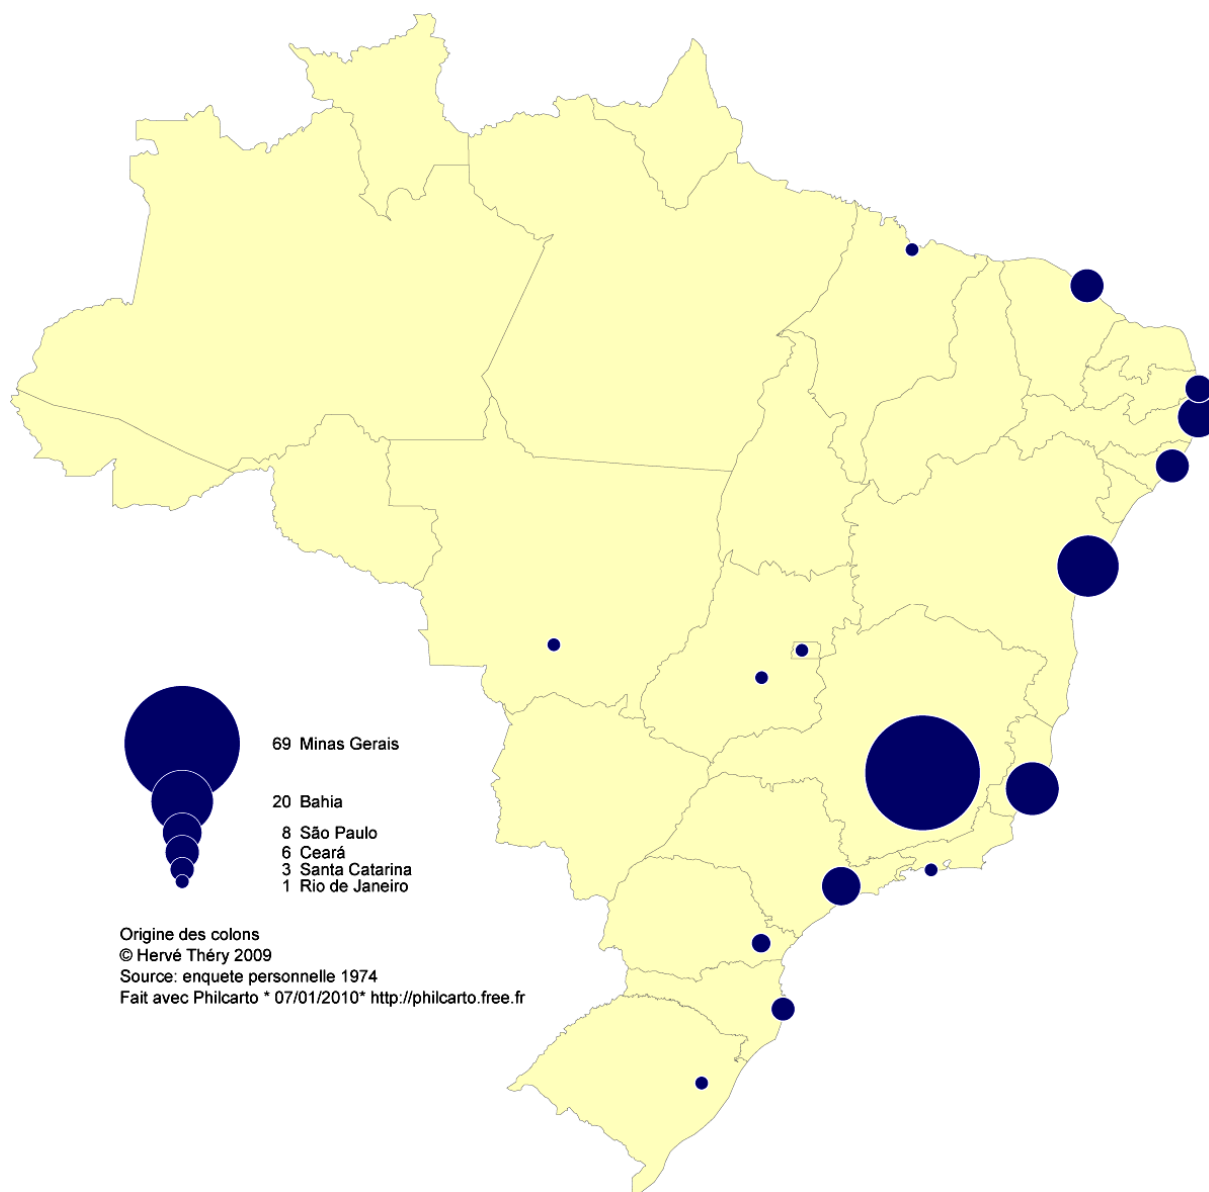 69 Minas Gerais
20 Bahia
8 São Paulo
6 Ceará
3 Santa Catarina
1 Rio de Janeiro
Origine des colons
© Hervé Théry 2009
Source: enquete personnelle 1974
Fait avec Philcarto * 07/01/2010* http://philcarto.free.fr